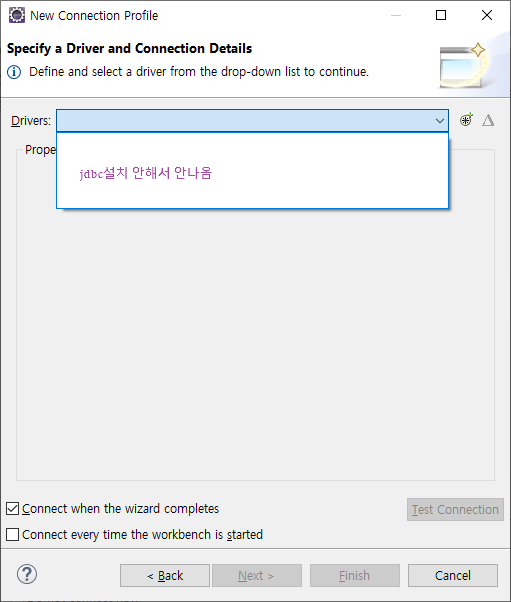 New Connection Profile
Specify a Driver and Connection Details
Define and select a driver from the drop-down list to continue.
Drivers:
Prope
jdbc설치 안해서 안나옴
Connect when the wizard completes
Test Connection
Connect every time the workbench is started
< Back
Next >
Finish
Cancel